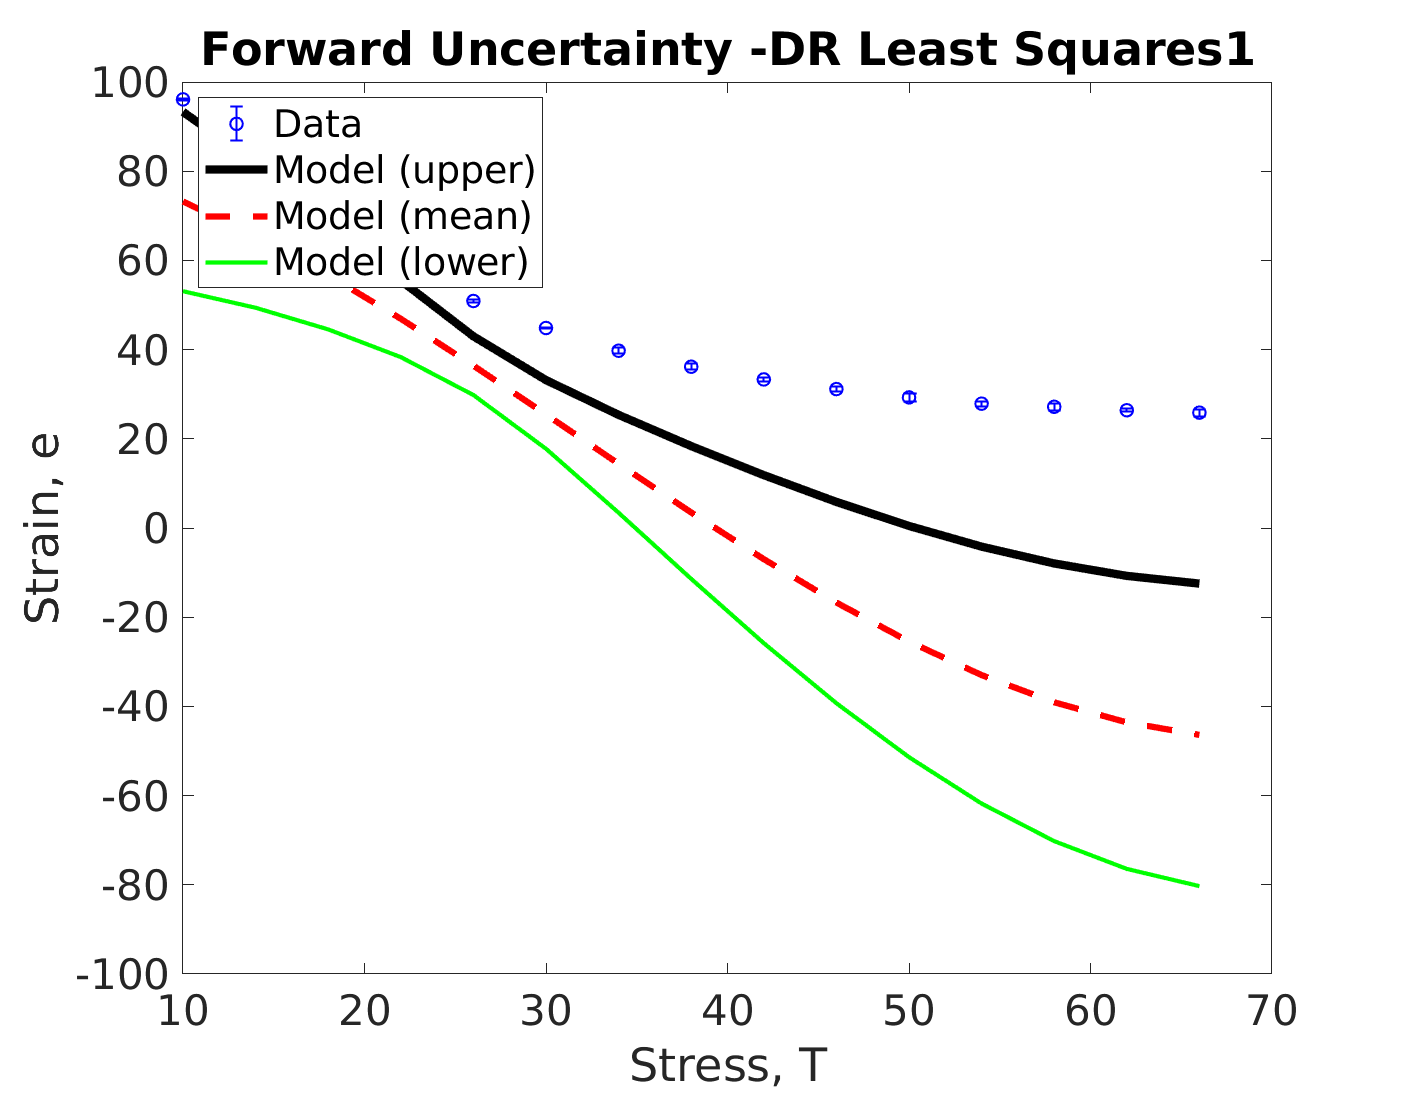 Forward Uncertainty -DR Least Squares1
100
80
60
40
20
0
-20
-40
-60
-80
-100
Strain, e
Data
Model (upper)
Model (mean)
Model (lower)
10 20 30 40 50 60 70
Stress, T